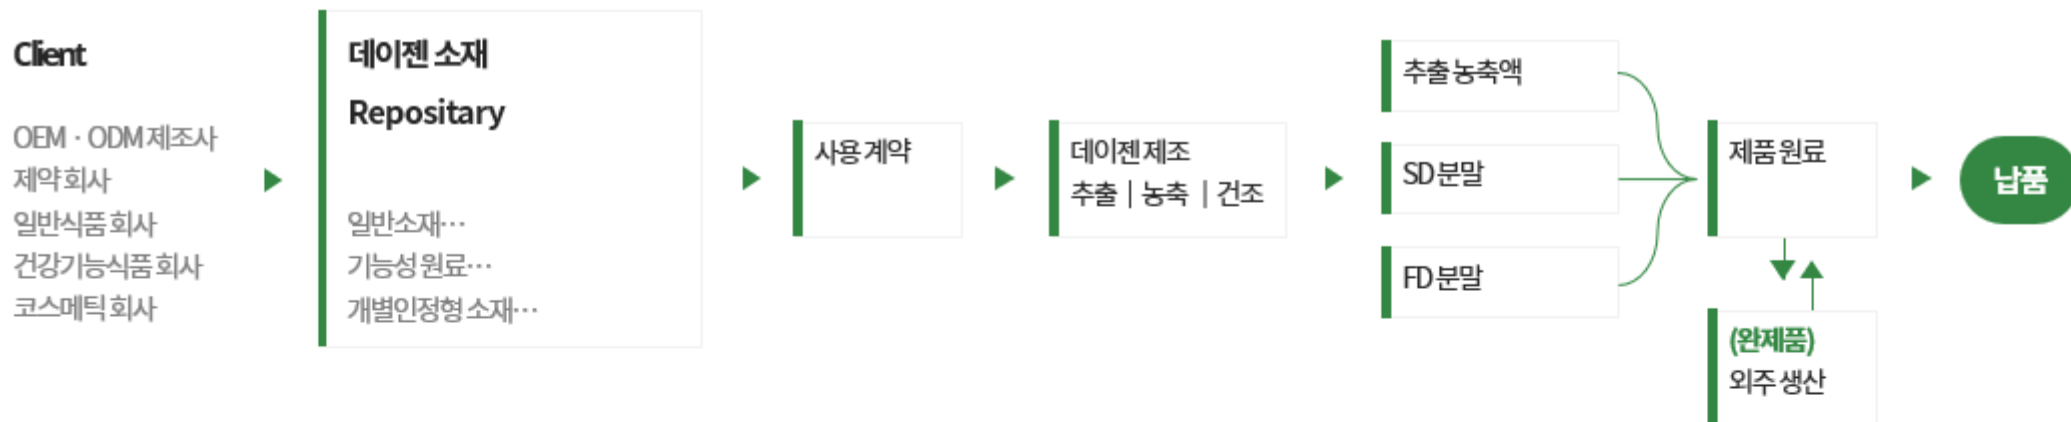 Client
OEM · ODM 제조사
제약 회사
일반식품 회사
건강기능식품 회사
코스메틱 회사
데이젠 소재
Repositary
일반소재···
기능성 원료···
개별인정형 소재···
사용 계약
데이젠 제조
추출 | 농축 | 건조
추출 농축액
SD 분말
FD 분말
제품 원료
(완제품)
외주 생산
납품